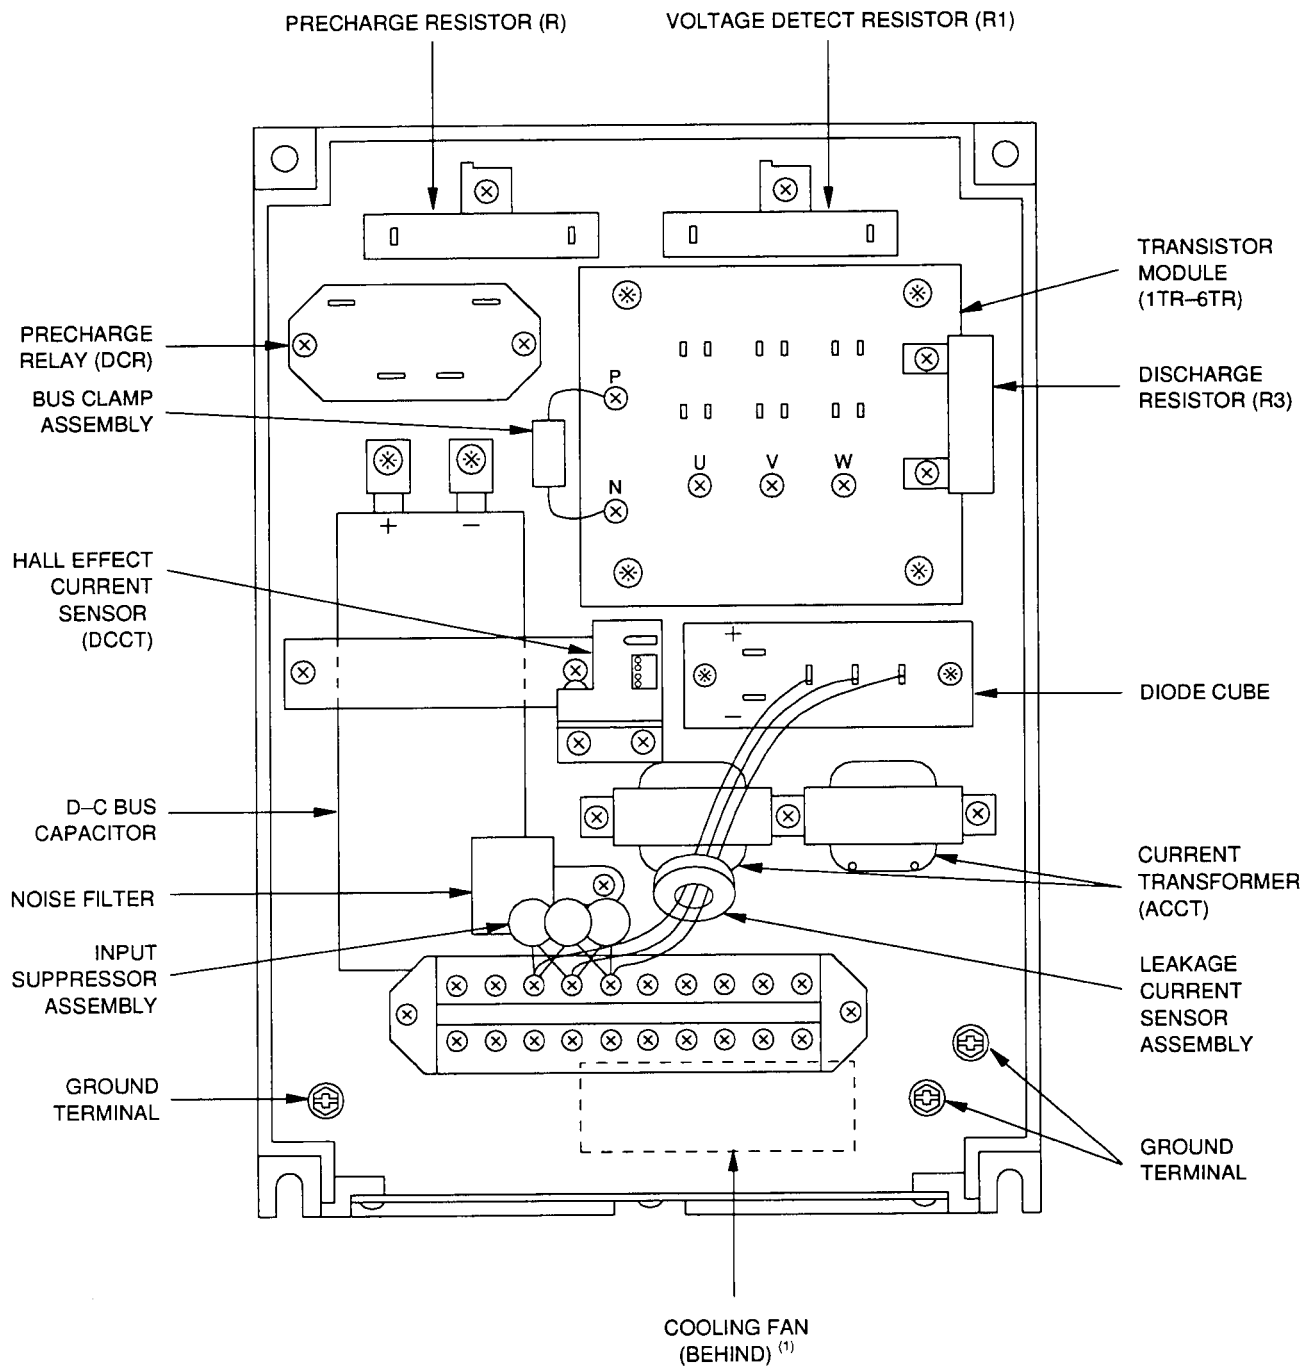 PRECHARGE RESISTOR (R)
VOLTAGE DETECT RESISTOR (R1)
TRANSISTOR
MODULE
(1TR–6TR)
PRECHARGE
RELAY (DCR)
DISCHARGE
RESISTOR (R3)
BUS CLAMP
ASSEMBLY
P
N
U V W
+ −
HALL EFFECT
CURRENT
SENSOR
(DCCT)
+
−
DIODE CUBE
D–C BUS
CAPACITOR
CURRENT
TRANSFORMER
(ACCT)
NOISE FILTER
INPUT
SUPPRESSOR
ASSEMBLY
LEAKAGE
CURRENT
SENSOR
ASSEMBLY
GROUND
TERMINAL
GROUND
TERMINAL
COOLING FAN
(BEHIND) (1)